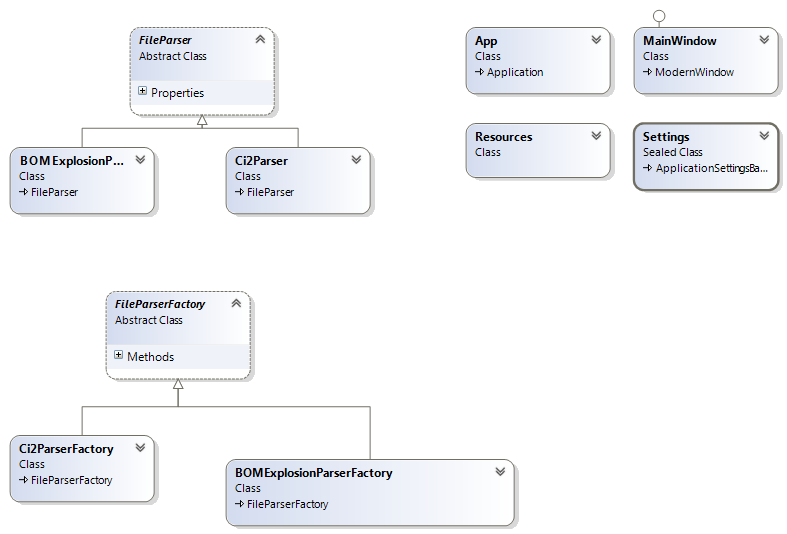 FileParser
Abstract Class
Properties
BOMExplosionP...
Class
FileParser
Ci2Parser
Class
FileParser
App
Class
Application
MainWindow
Class
ModernWindow
Resources
Class
Settings
Sealed Class
ApplicationSettingsBa...
FileParserFactory
Abstract Class
Methods
Ci2ParserFactory
Class
FileParserFactory
BOMExplosionParserFactory
Class
FileParserFactory